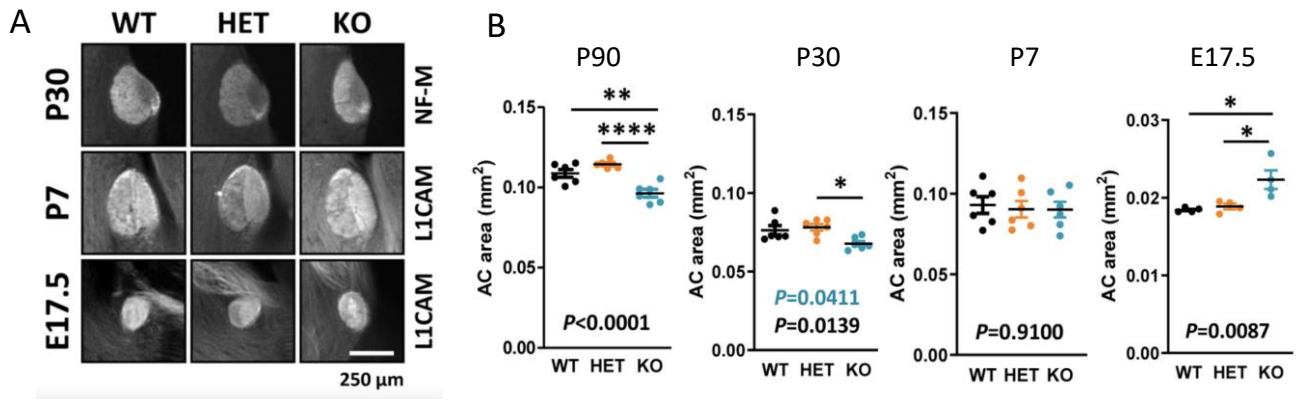 A
WT HET KO
P30
NF-M
P7
L1CAM
E17.5
L1CAM
250 µm
B
P90
AC area (mm²)
0.15
0.10
0.05
0.00
**
****
P<0.0001
WT HET KO
P30
AC area (mm²)
0.15
0.10
0.05
0.00
*
P=0.0411
P=0.0139
WT HET KO
P7
AC area (mm²)
0.15
0.10
0.05
0.00
P=0.9100
WT HET KO
E17.5
AC area (mm²)
0.03
0.02
0.01
0.00
*
*
P=0.0087
WT HET KO